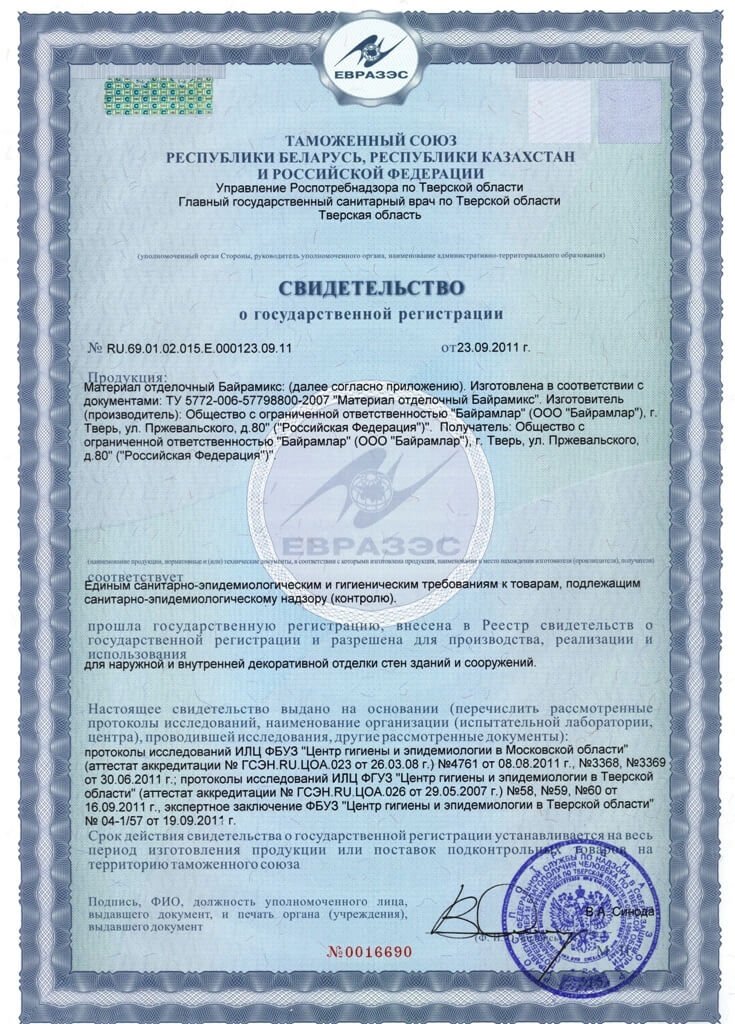 ЕВРАЗЭС
ТАМОЖЕННЫЙ СОЮЗ
РЕСПУБЛИКИ БЕЛАРУСЬ, РЕСПУБЛИКИ КАЗАХСТАН
И РОССИЙСКОЙ ФЕДЕРАЦИИ
Управление Роспотребнадзора по Тверской области
Главный государственный санитарный врач по Тверской области
Тверская область
(уполномоченный орган Стороны, руководитель уполномоченного органа, наименование административно-территориального образования)
СВИДЕТЕЛЬСТВО
о государственной регистрации
№ RU.69.01.02.015.Е.000123.09.11 от 23.09.2011 г.
Продукция:
Материал отделочный Байрамикс: (далее согласно приложению). Изготовлена в соответствии с
документами: ТУ 5772-006-57798800-2007 "Материал отделочный Байрамикс". Изготовитель
(производитель): Общество с ограниченной ответственностью "Байрамлар" (ООО "Байрамлар"), г.
Тверь, ул. Пржевальского, д.80" ("Российская Федерация")". Получатель: Общество с
ограниченной ответственностью "Байрамлар" (ООО "Байрамлар"), г. Тверь, ул. Пржевальского,
д.80" ("Российская Федерация")".
ЕВРАЗЭС
(наименование продукции, нормативные и (или) технические документы, в соответствии с которыми изготовлена продукция, наименование и место нахождения изготовителя (производителя), получателя)
соответствует
Единым санитарно-эпидемиологическим и гигиеническим требованиям к товарам, подлежащим
санитарно-эпидемиологическому надзору (контролю).
прошла государственную регистрацию, внесена в Реестр свидетельств о
государственной регистрации и разрешена для производства, реализации и
использования
для наружной и внутренней декоративной отделки стен зданий и сооружений.
Настоящее свидетельство выдано на основании (перечислить рассмотренные
протоколы исследований, наименование организации (испытательной лаборатории,
центра), проводившей исследования, другие рассмотренные документы):
протоколы исследований ИЛЦ ФБУЗ "Центр гигиены и эпидемиологии в Московской области"
(аттестат аккредитации № ГСЭН.RU.ЦОА.023 от 26.03.08 г.) №4761 от 08.08.2011 г., №3368, №3369
от 30.06.2011 г.; протоколы исследований ИЛЦ ФГУЗ "Центр гигиены и эпидемиологии в Тверской
области" (аттестат аккредитации № ГСЭН.RU.ЦОА.026 от 29.05.2007 г.) №58, №59, №60 от
16.09.2011 г., экспертное заключение ФБУЗ "Центр гигиены и эпидемиологии в Тверской области"
№ 04-1/57 от 19.09.2011 г.
Срок действия свидетельства о государственной регистрации устанавливается на весь
период изготовления продукции или поставок подконтрольных товаров на
территорию таможенного союза
Подпись, ФИО, должность уполномоченного лица,
выдавшего документ, и печать органа (учреждения),
выдавшего документ
В.А. Синода
№0016690